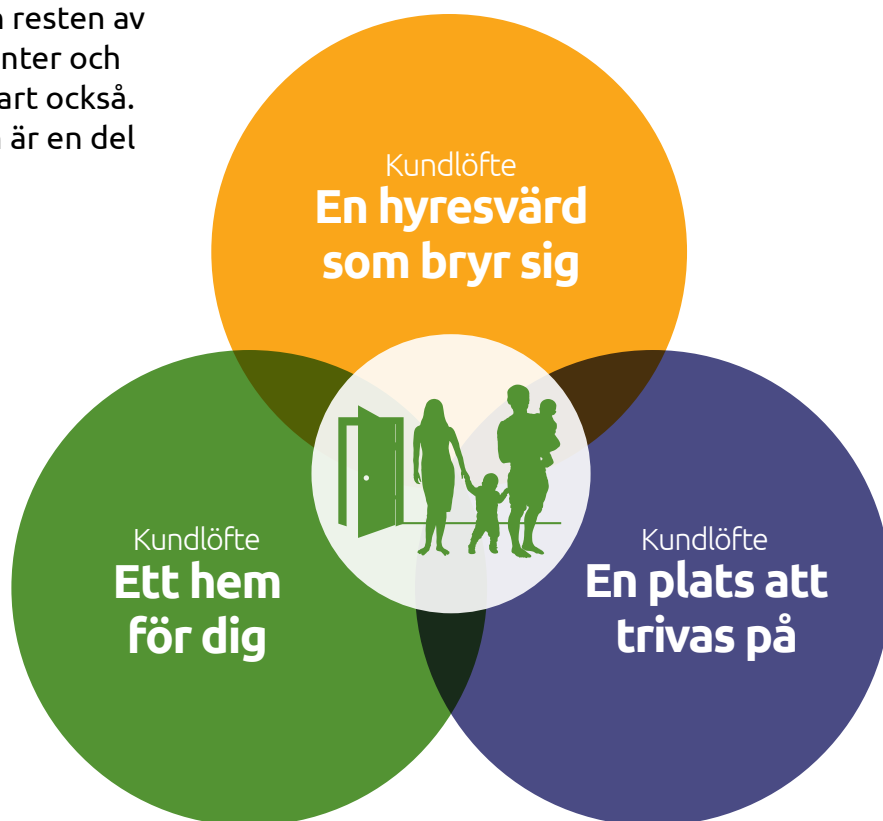 resten av
nter och
art också.
är en del
Kundlöfte
En hyresvärd
som bryr sig
Kundlöfte
Ett hem
för dig
Kundlöfte
En plats att
trivas på